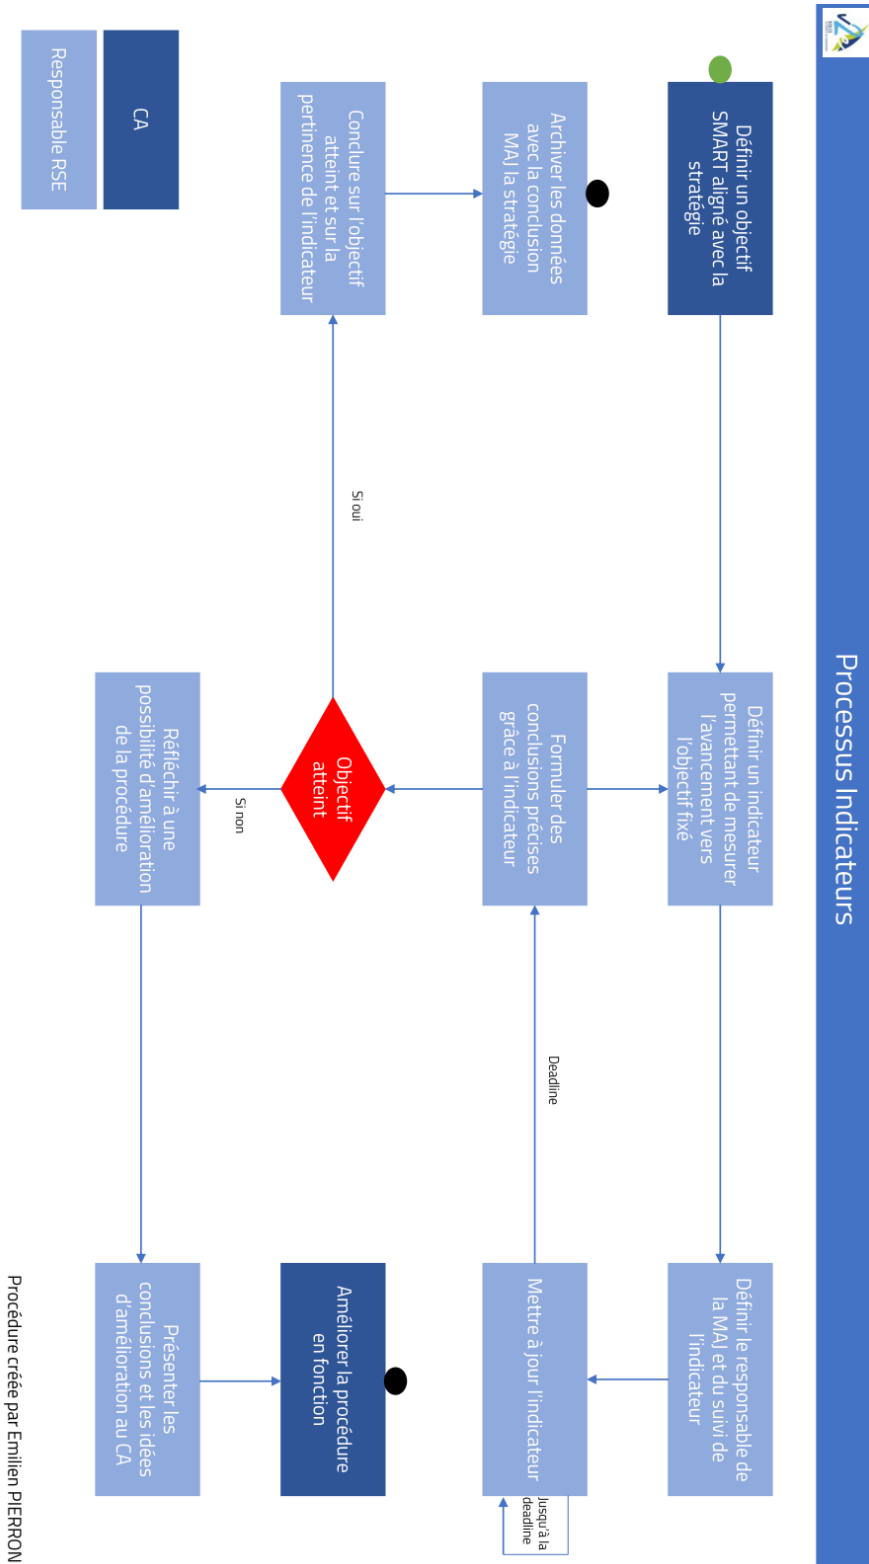 Processus Indicateurs
Définir un objectif
SMART aligné avec la
stratégie
Définir un indicateur
permettant de mesurer
l'avancement vers
l'objectif fixé
Définir le responsable de
la MAJ et du suivi de
l'indicateur
Archiver les données
avec la conclusion
MAJ la stratégie
Formuler des
conclusions précises
grâce à l'indicateur
Deadline
Mettre à jour l'indicateur
Jusqu'à la
deadline
Conclure sur l'objectif
atteint et sur la
pertinence de l'indicateur
Si oui
Objectif
atteint
Améliorer la procédure
en fonction
Si non
Réfléchir à une
possibilité d'amélioration
de la procédure
Présenter les
conclusions et les idées
d'amélioration au CA
CA
Responsable RSE
Procédure créée par Emilien PIERRON